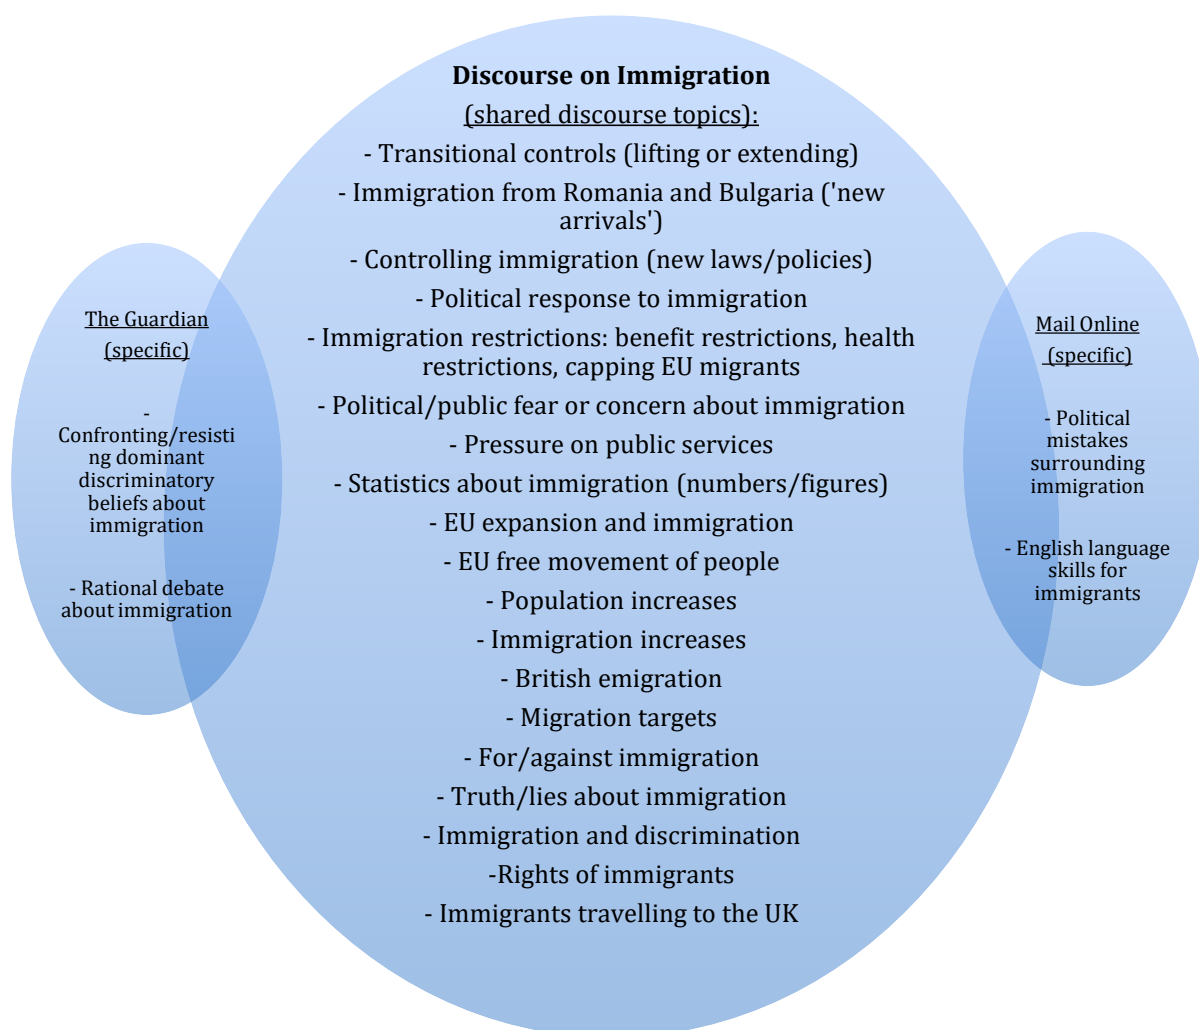 Discourse on Immigration
(shared discourse topics):
- Transitional controls (lifting or extending)
- Immigration from Romania and Bulgaria ('new
arrivals')
- Controlling immigration (new laws/policies)
- Political response to immigration
- Immigration restrictions: benefit restrictions, health
restrictions, capping EU migrants
- Political/public fear or concern about immigration
- Pressure on public services
- Statistics about immigration (numbers/figures)
- EU expansion and immigration
- EU free movement of people
- Population increases
- Immigration increases
- British emigration
- Migration targets
- For/against immigration
- Truth/lies about immigration
- Immigration and discrimination
-Rights of immigrants
- Immigrants travelling to the UK
The Guardian
(specific)
-
Confronting/resisti
ng dominant
discriminatory
beliefs about
immigration
- Rational debate
about immigration
Mail Online
(specific)
- Political
mistakes
surrounding
immigration
- English language
skills for
immigrants